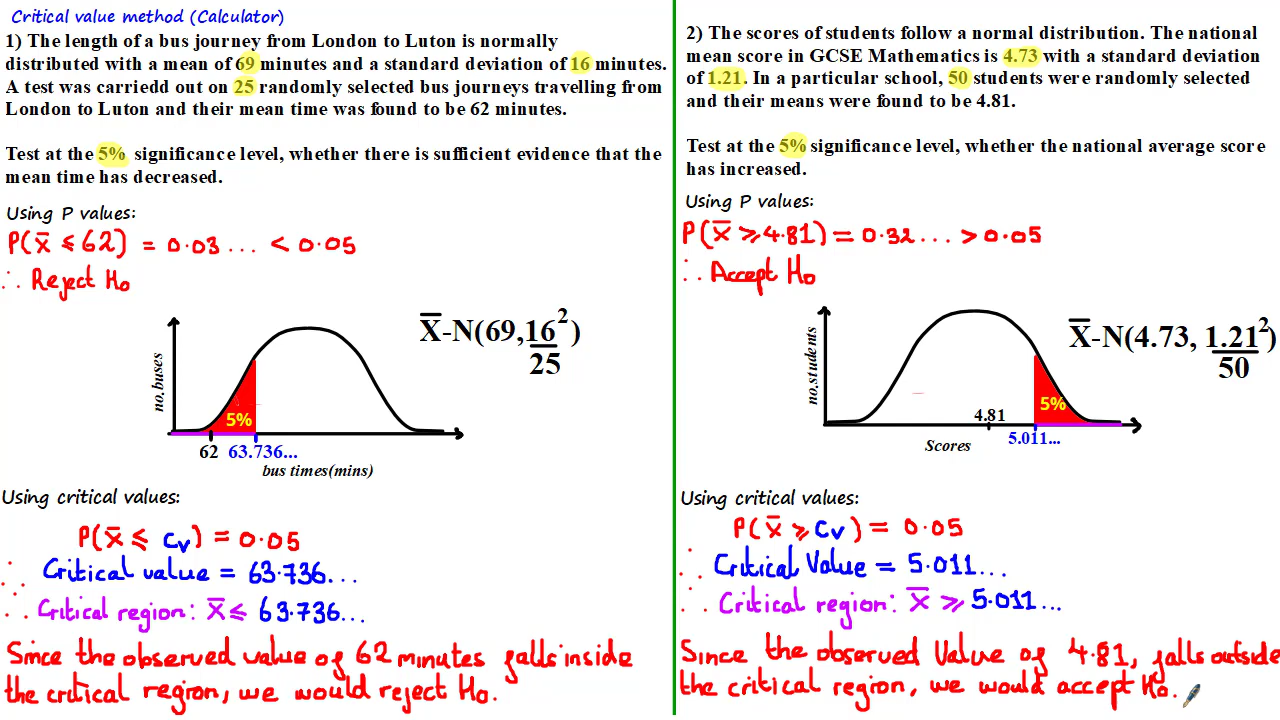 Critical value method (Calculator)
1) The length of a bus journey from London to Luton is normally
distributed with a mean of 69 minutes and a standard deviation of 16 minutes.
A test was carriedd out on 25 randomly selected bus journeys travelling from
London to Luton and their mean time was found to be 62 minutes.
Test at the 5% significance level, whether there is sufficient evidence that the
mean time has decreased.
Using P values:
P(X̄ ≤ 62) = 0.03... < 0.05
∴ Reject H₀
X̄-N(69,16²)
25
no.buses
5%
62 63.736...
bus times(mins)
Using critical values:
P(X̄ ≤ Cv) = 0.05
∴ Critical value = 63.736...
∴ Critical region: X̄ ≤ 63.736...
Since the observed value of 62 minutes falls inside
the critical region, we would reject H₀.
2) The scores of students follow a normal distribution. The national
mean score in GCSE Mathematics is 4.73 with a standard deviation
of 1.21. In a particular school, 50 students were randomly selected
and their means were found to be 4.81.
Test at the 5% significance level, whether the national average score
has increased.
Using P values:
P(X̄ ≥ 4.81) = 0.32... > 0.05
∴ Accept H₀
X̄-N(4.73, 1.21²)
50
no.students
5%
4.81
5.011...
Scores
Using critical values:
P(X̄ ≥ Cv) = 0.05
∴ Critical Value = 5.011...
∴ Critical region: X̄ ≥ 5.011...
Since the observed Value of 4.81, falls outside
the critical region, we would accept H₀.